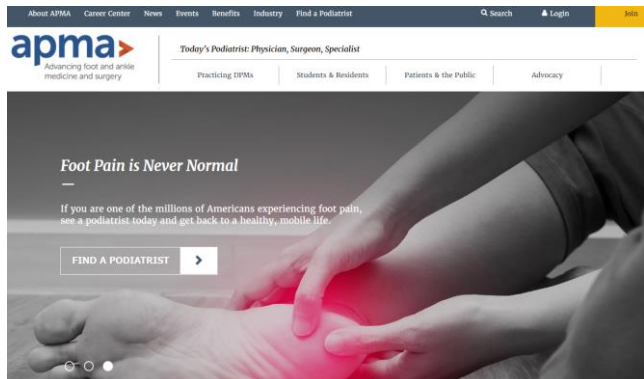 About APMA Career Center News Events Benefits Industry Find a Podiatrist Search Login Join
apma
Advancing foot and ankle
medicine and surgery
Today's Podiatrist: Physician, Surgeon, Specialist
Practicing DPMs Students & Residents Patients & the Public Advocacy
Foot Pain is Never Normal
If you are one of the millions of Americans experiencing foot pain,
see a podiatrist today and get back to a healthy, mobile life.
FIND A PODIATRIST